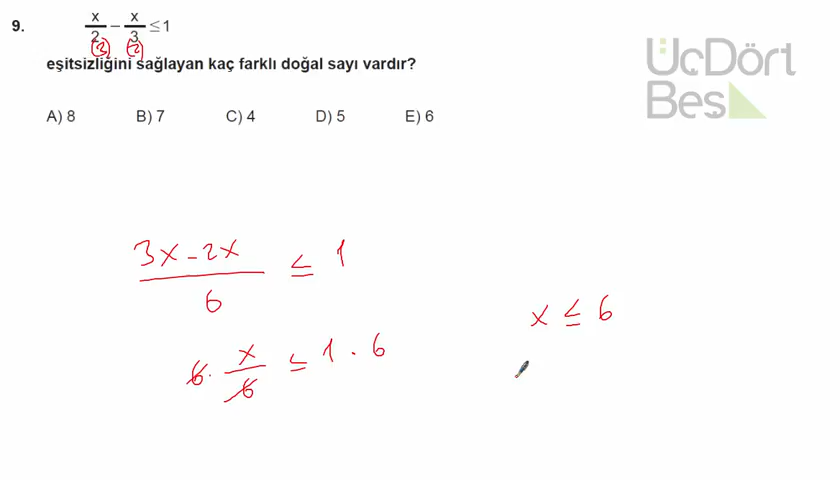 9. x/2 - x/3 ≤ 1
(3) (2)
eşitsizliğini sağlayan kaç farklı doğal sayı vardır?
A) 8 B) 7 C) 4 D) 5 E) 6
ÜçDört
Beş
3x - 2x / 6 ≤ 1
x ≤ 6
6 . x/6 ≤ 1 . 6